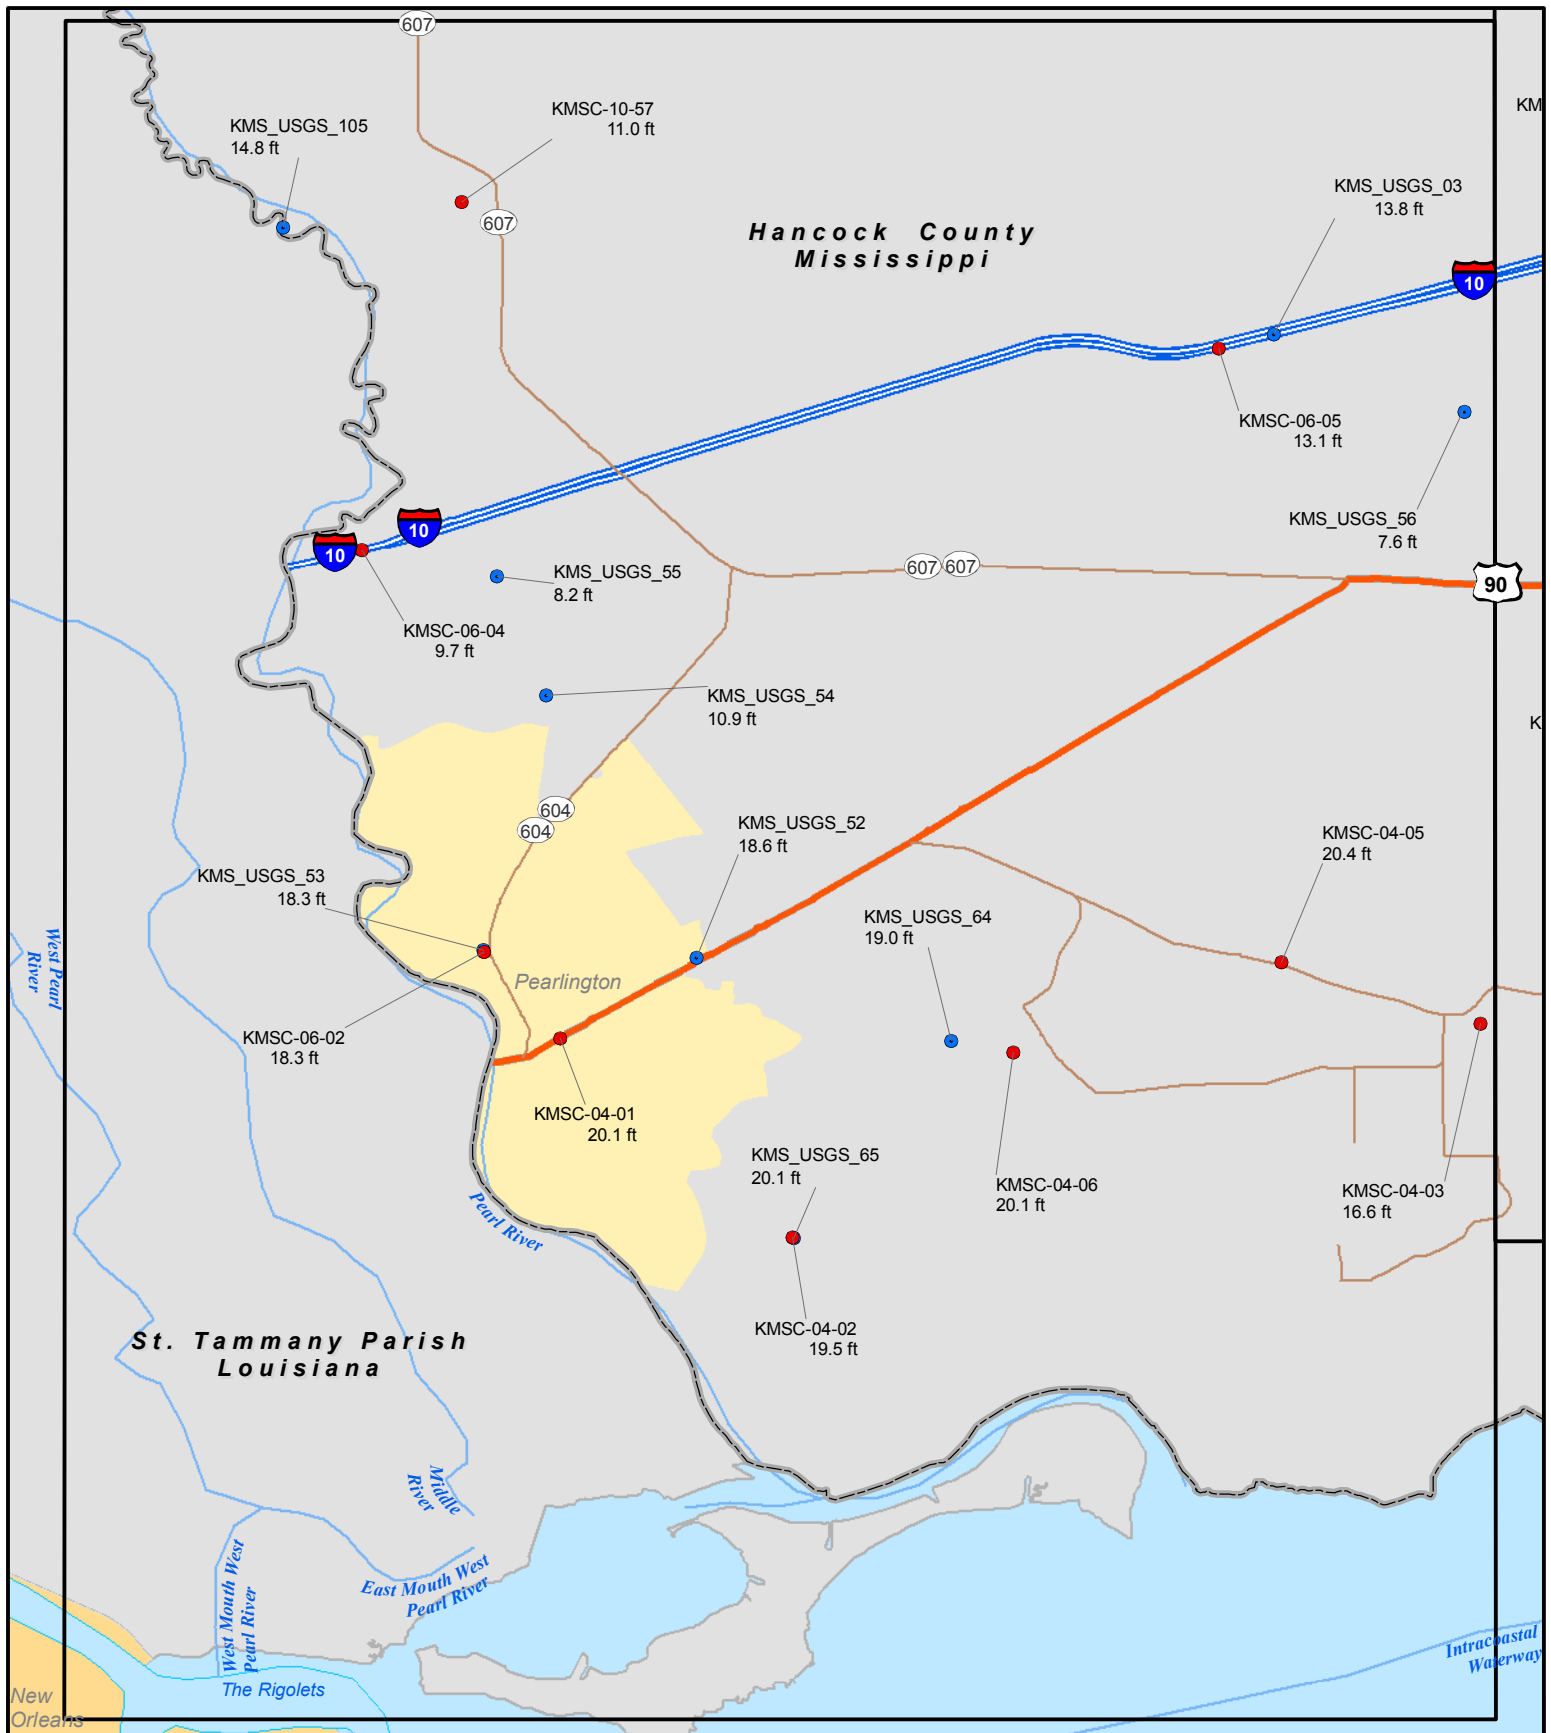 607
KM
KMSC-10-57
11.0 ft
KMS_USGS_105
14.8 ft
KMS_USGS_03
13.8 ft
607
Hancock County
Mississippi
10
KMSC-06-05
13.1 ft
KMS_USGS_56
7.6 ft
10
10
KMS_USGS_55
8.2 ft
607
607
90
KMSC-06-04
9.7 ft
KMS_USGS_54
10.9 ft
K
604
604
KMS_USGS_52
18.6 ft
KMSC-04-05
20.4 ft
KMS_USGS_53
18.3 ft
KMS_USGS_64
19.0 ft
West Pearl
River
Pearlington
KMSC-06-02
18.3 ft
KMSC-04-01
20.1 ft
KMS_USGS_65
20.1 ft
KMSC-04-06
20.1 ft
KMSC-04-03
16.6 ft
Pearl River
KMSC-04-02
19.5 ft
St. Tammany Parish
Louisiana
Middle
River
East Mouth West
Pearl River
West Mouth West
Pearl River
Intracoastal
Waterway
The Rigolets
New
Orleans